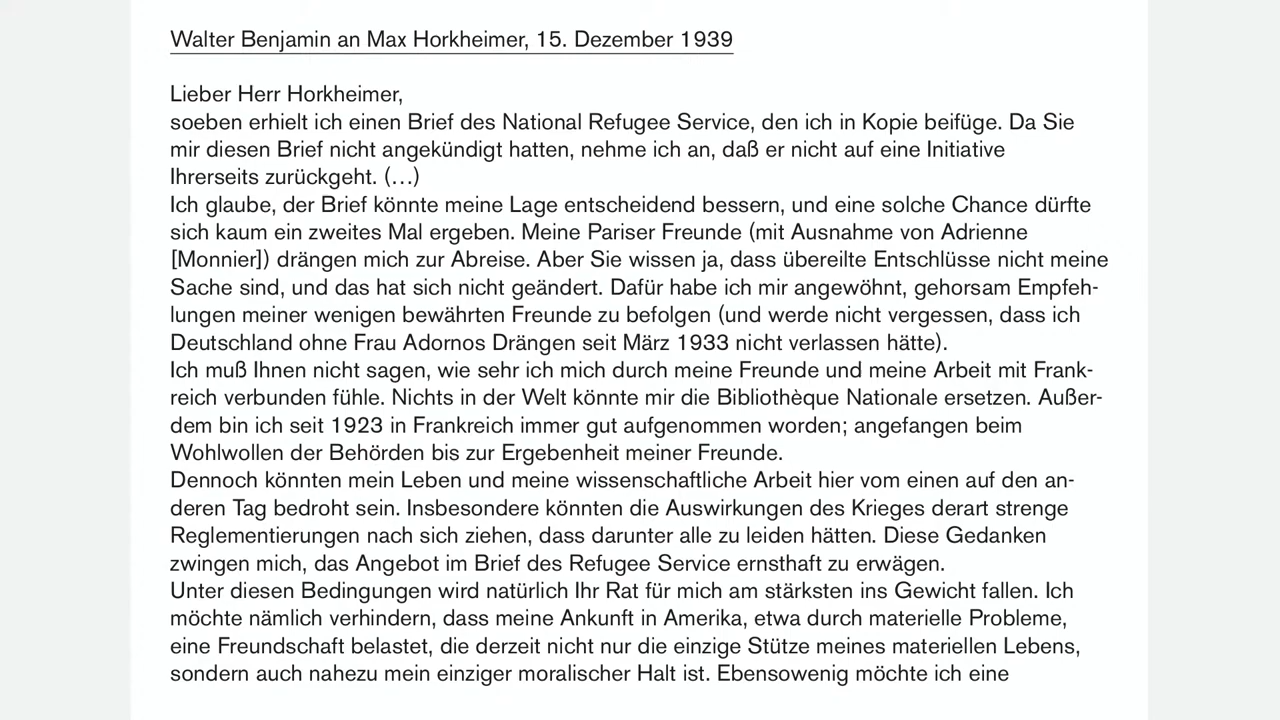 Walter Benjamin an Max Horkheimer, 15. Dezember 1939
Lieber Herr Horkheimer,
soeben erhielt ich einen Brief des National Refugee Service, den ich in Kopie beifüge. Da Sie
mir diesen Brief nicht angekündigt hatten, nehme ich an, daß er nicht auf eine Initiative
Ihrerseits zurückgeht. (…)
Ich glaube, der Brief könnte meine Lage entscheidend bessern, und eine solche Chance dürfte
sich kaum ein zweites Mal ergeben. Meine Pariser Freunde (mit Ausnahme von Adrienne
[Monnier]) drängen mich zur Abreise. Aber Sie wissen ja, dass übereilte Entschlüsse nicht meine
Sache sind, und das hat sich nicht geändert. Dafür habe ich mir angewöhnt, gehorsam Empfeh-
lungen meiner wenigen bewährten Freunde zu befolgen (und werde nicht vergessen, dass ich
Deutschland ohne Frau Adornos Drängen seit März 1933 nicht verlassen hätte).
Ich muß Ihnen nicht sagen, wie sehr ich mich durch meine Freunde und meine Arbeit mit Frank-
reich verbunden fühle. Nichts in der Welt könnte mir die Bibliothèque Nationale ersetzen. Außer-
dem bin ich seit 1923 in Frankreich immer gut aufgenommen worden; angefangen beim
Wohlwollen der Behörden bis zur Ergebenheit meiner Freunde.
Dennoch könnten mein Leben und meine wissenschaftliche Arbeit hier vom einen auf den an-
deren Tag bedroht sein. Insbesondere könnten die Auswirkungen des Krieges derart strenge
Reglementierungen nach sich ziehen, dass darunter alle zu leiden hätten. Diese Gedanken
zwingen mich, das Angebot im Brief des Refugee Service ernsthaft zu erwägen.
Unter diesen Bedingungen wird natürlich Ihr Rat für mich am stärksten ins Gewicht fallen. Ich
möchte nämlich verhindern, dass meine Ankunft in Amerika, etwa durch materielle Probleme,
eine Freundschaft belastet, die derzeit nicht nur die einzige Stütze meines materiellen Lebens,
sondern auch nahezu mein einziger moralischer Halt ist. Ebensowenig möchte ich eine